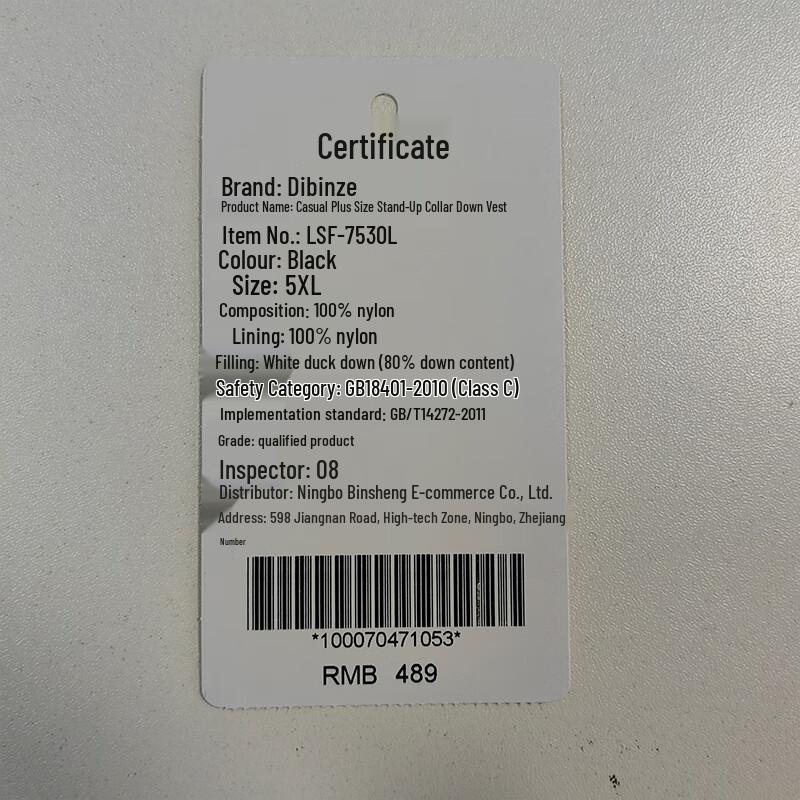 Certificate
Brand: Dibinze
Product Name: Casual Plus Size Stand-Up Collar Down Vest
Item No.: LSF-7530L
Colour: Black
Size: 5XL
Composition: 100% nylon
Lining: 100% nylon
Filling: White duck down (80% down content)
Safety Category: GB18401-2010 (Class C)
Implementation standard: GB/T14272-2011
Grade: qualified product
Inspector: 08
Distributor: Ningbo Binsheng E-commerce Co., Ltd.
Address: 598 Jiangnan Road, High-tech Zone, Ningbo, Zhejiang
Number
*100070471053*
RMB 489